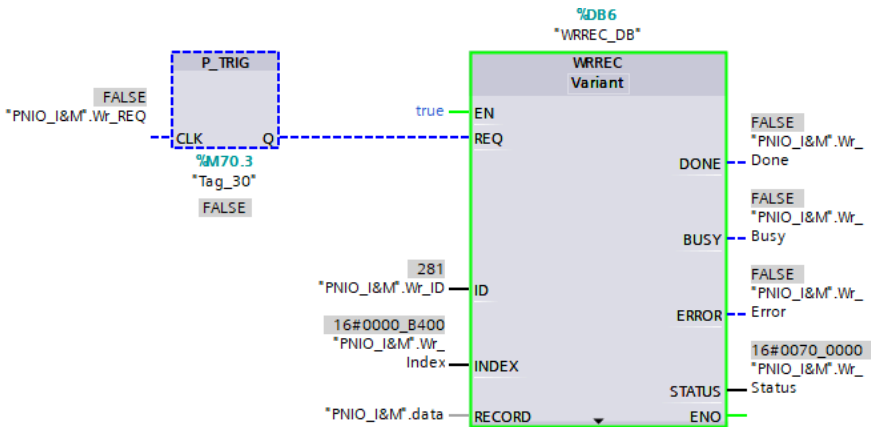 %DB6
"WRREC_DB"
P_TRIG
WRREC
Variant
FALSE
"PNIO_I&M".Wr_REQ
true
EN
CLK
Q
REQ
%M70.3
"Tag_30"
FALSE
FALSE
"PNIO_I&M".Wr_
DONE
Done
FALSE
"PNIO_I&M".Wr_
BUSY
Busy
281
"PNIO_I&M".Wr_ID
ID
FALSE
"PNIO_I&M".Wr_
ERROR
Error
16#0000_B400
"PNIO_I&M".Wr_
Index
INDEX
16#0070_0000
"PNIO_I&M".Wr_
STATUS
Status
"PNIO_I&M".data
RECORD
ENO